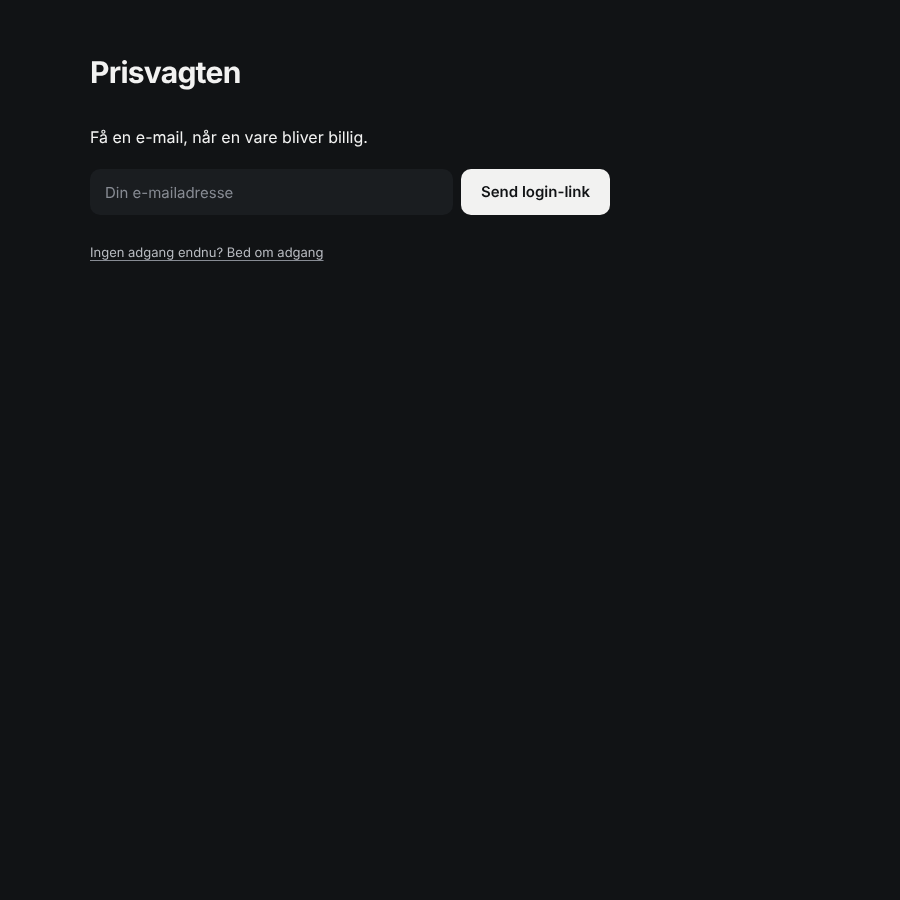 Prisvagten
Få en e-mail, når en vare bliver billig.
Din e-mailadresse
Send login-link
Ingen adgang endnu? Bed om adgang